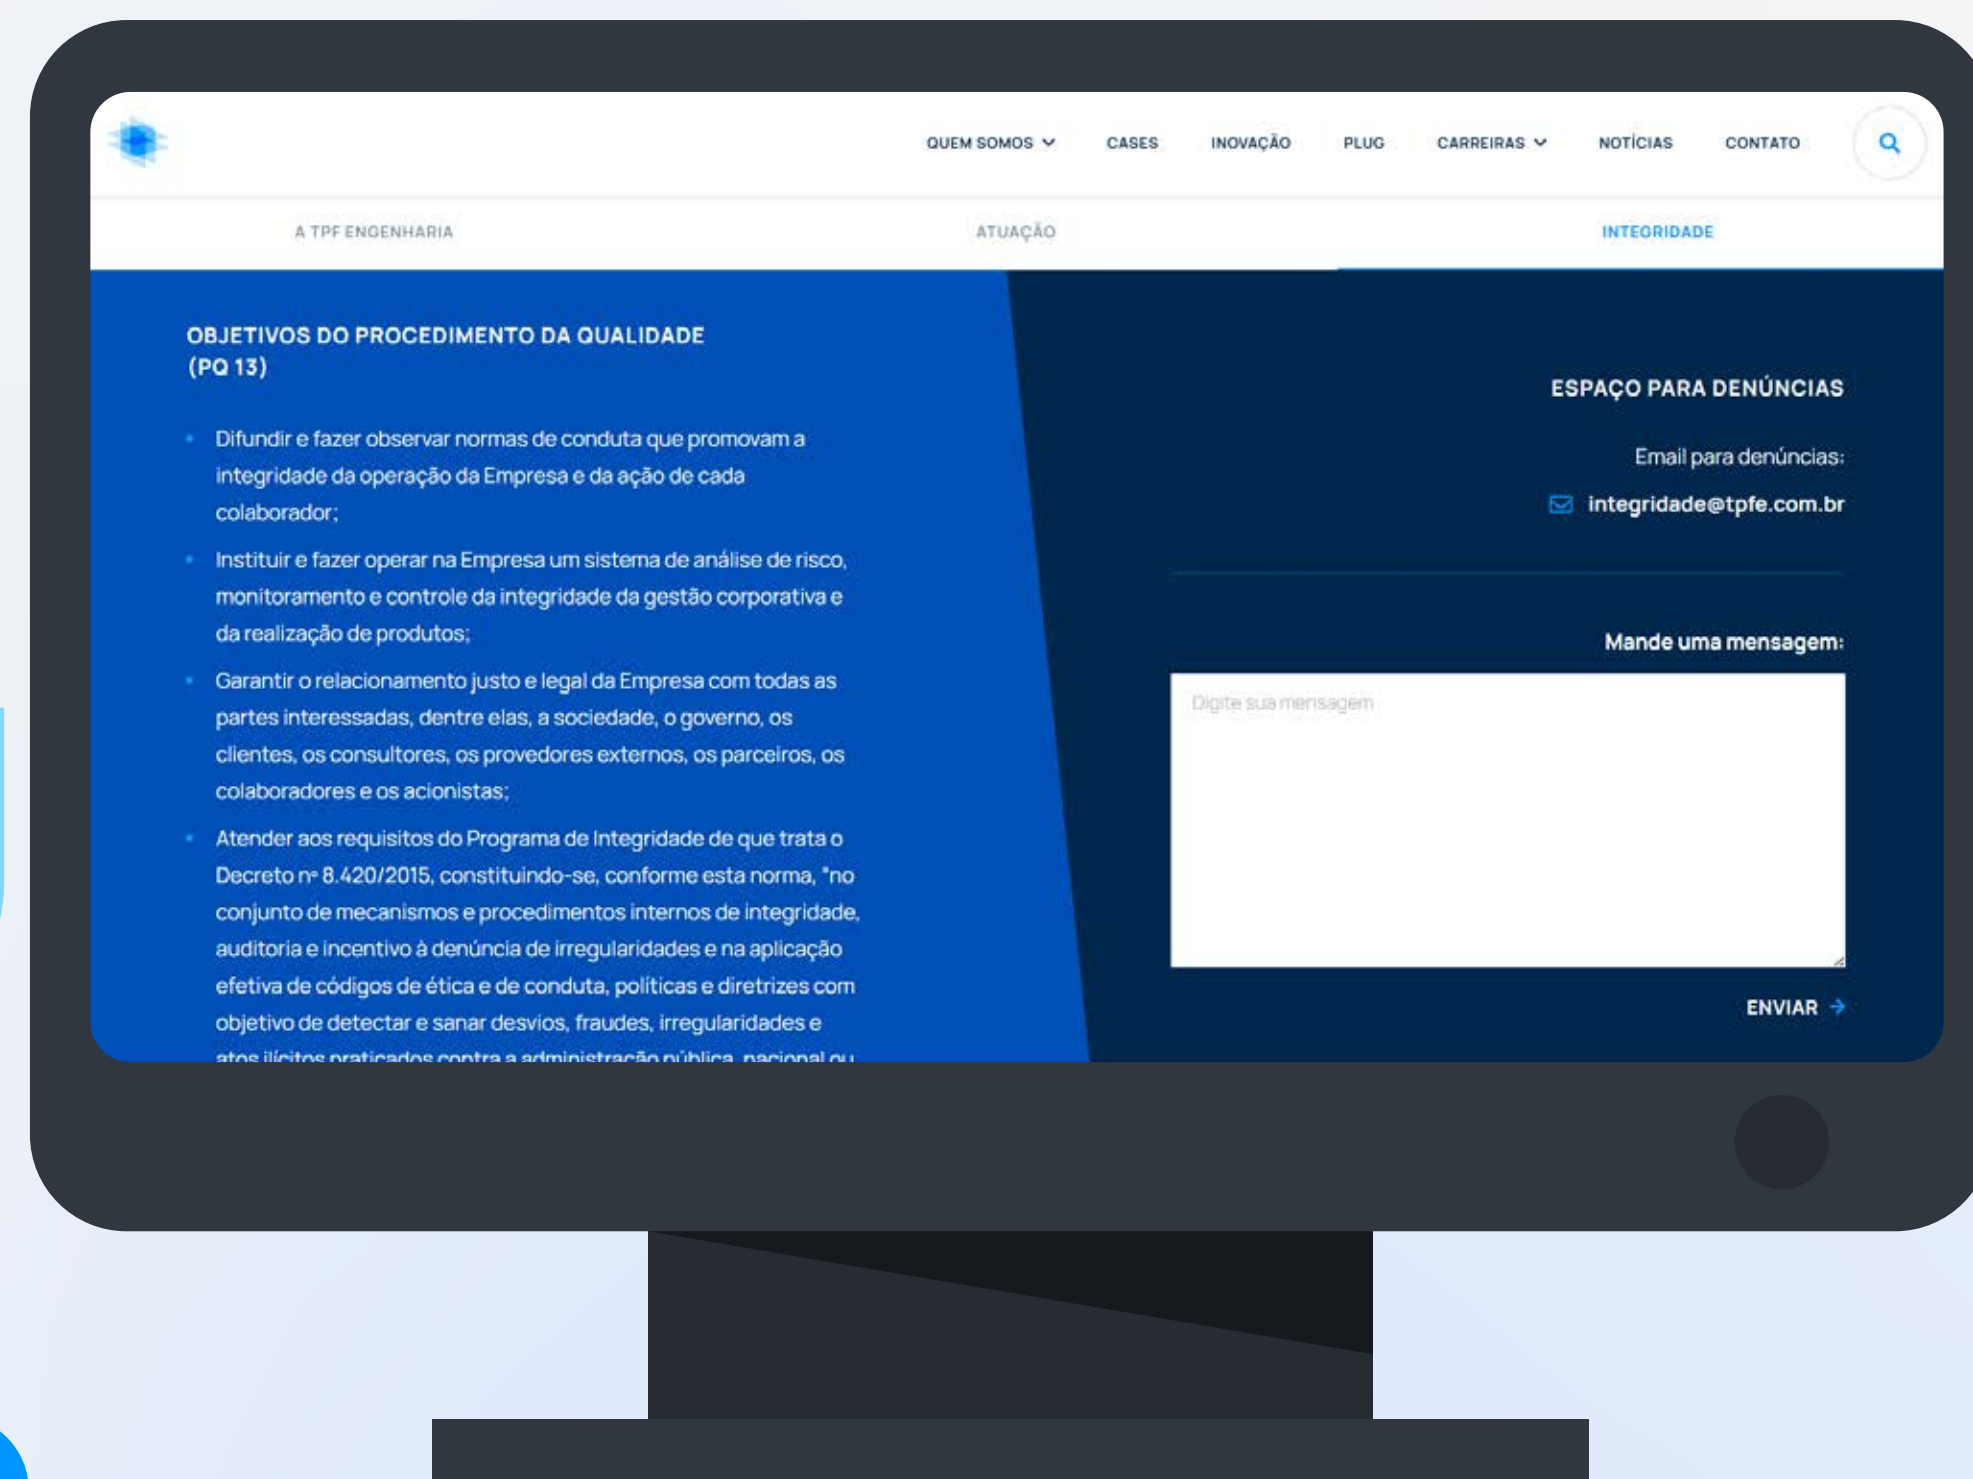 QUEM SOMOS
CASES
INOVAÇÃO
PLUG
CARREIRAS
NOTÍCIAS
CONTATO
A TPF ENGENHARIA
ATUAÇÃO
INTEGRIDADE
OBJETIVOS DO PROCEDIMENTO DA QUALIDADE
(PQ 13)
Difundir e fazer observar normas de conduta que promovam a
integridade da operação da Empresa e da ação de cada
colaborador;
Instituir e fazer operar na Empresa um sistema de análise de risco,
monitoramento e controle da integridade da gestão corporativa e
da realização de produtos;
Garantir o relacionamento justo e legal da Empresa com todas as
partes interessadas, dentre elas, a sociedade, o governo, os
clientes, os consultores, os provedores externos, os parceiros, os
colaboradores e os acionistas;
Atender aos requisitos do Programa de Integridade de que trata o
Decreto nº 8.420/2015, constituindo-se, conforme esta norma, "no
conjunto de mecanismos e procedimentos internos de integridade,
auditoria e incentivo à denúncia de irregularidades e na aplicação
efetiva de códigos de ética e de conduta, políticas e diretrizes com
objetivo de detectar e sanar desvios, fraudes, irregularidades e
atos ilícitos praticados contra a administração pública, nacional ou
ESPAÇO PARA DENÚNCIAS
Email para denúncias:
integridade@tpfe.com.br
Mande uma mensagem:
Digite sua mensagem
ENVIAR